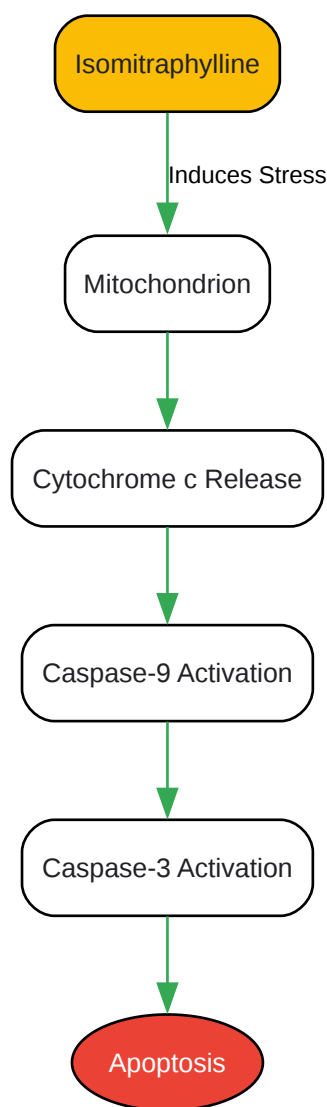 Isomitraphylline
Induces Stress
Mitochondrion
Cytochrome c Release
Caspase-9 Activation
Caspase-3 Activation
Apoptosis